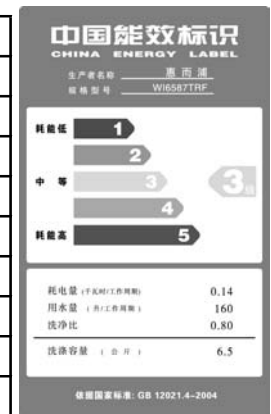 中国能效标识
CHINA ENERGY LABEL
生产者名称 惠而浦
规格型号 WI6587TRF
耗能低 1
2
中 等 3 3级
4
耗能高 5
耗电量 (千瓦时/工作周期) 0.14
用水量 (升/工作周期) 160
洗净比 0.80
洗涤容量 (公斤) 6.5
依据国家标准: GB 12021.4-2004